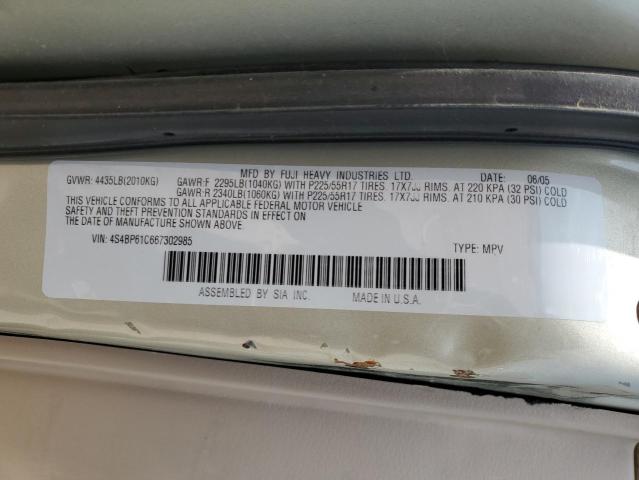 MFD BY FUJI HEAVY INDUSTRIES LTD. DATE: 06/05
GVWR: 4435LB(2010KG) GAWR:F 2295LB(1040KG) WITH P225/55R17 TIRES. 17X7JJ RIMS. AT 220 KPA (32 PSI) COLD
GAWR:R 2340LB(1060KG) WITH P225/55R17 TIRES. 17X7JJ RIMS. AT 210 KPA (30 PSI) COLD
THIS VEHICLE CONFORMS TO ALL APPLICABLE FEDERAL MOTOR VEHICLE
SAFETY AND THEFT PREVENTION STANDARDS IN EFFECT ON
THE DATE OF MANUFACTURE SHOWN ABOVE.
VIN: 4S4BP61C667302985 TYPE: MPV
ASSEMBLED BY SIA INC. MADE IN U.S.A.